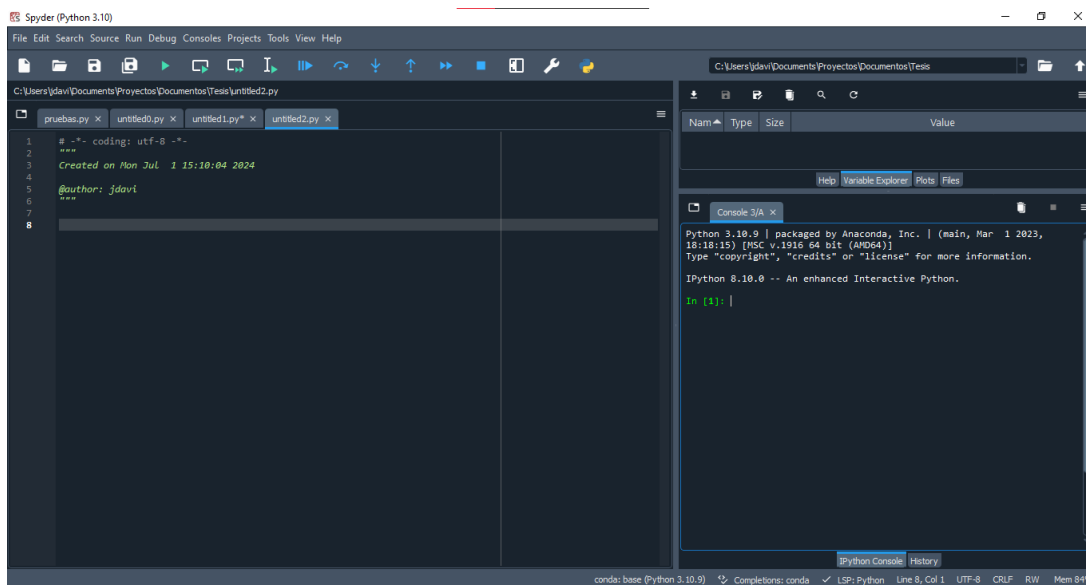 Spyder (Python 3.10)
File Edit Search Source Run Debug Consoles Projects Tools View Help
C:\Users\jdavi\Documents\Proyectos\Documentos\Tesis
C:\Users\jdavi\Documents\Proyectos\Documentos\Tesis\untitled2.py
pruebas.py untitled0.py untitled1.py* untitled2.py
1 # -*- coding: utf-8 -*-
2 """
3 Created on Mon Jul  1 15:10:04 2024
4
5 @author: jdavi
6 """
7
8
Nam Type Size Value
Help Variable Explorer Plots Files
Console 3/A
Python 3.10.9 | packaged by Anaconda, Inc. | (main, Mar  1 2023,
18:18:15) [MSC v.1916 64 bit (AMD64)]
Type "copyright", "credits" or "license" for more information.
IPython 8.10.0 -- An enhanced Interactive Python.
In [1]:
IPython Console History
conda: base (Python 3.10.9) Completions: conda LSP: Python Line 8, Col 1 UTF-8 CRLF RW Mem 84%